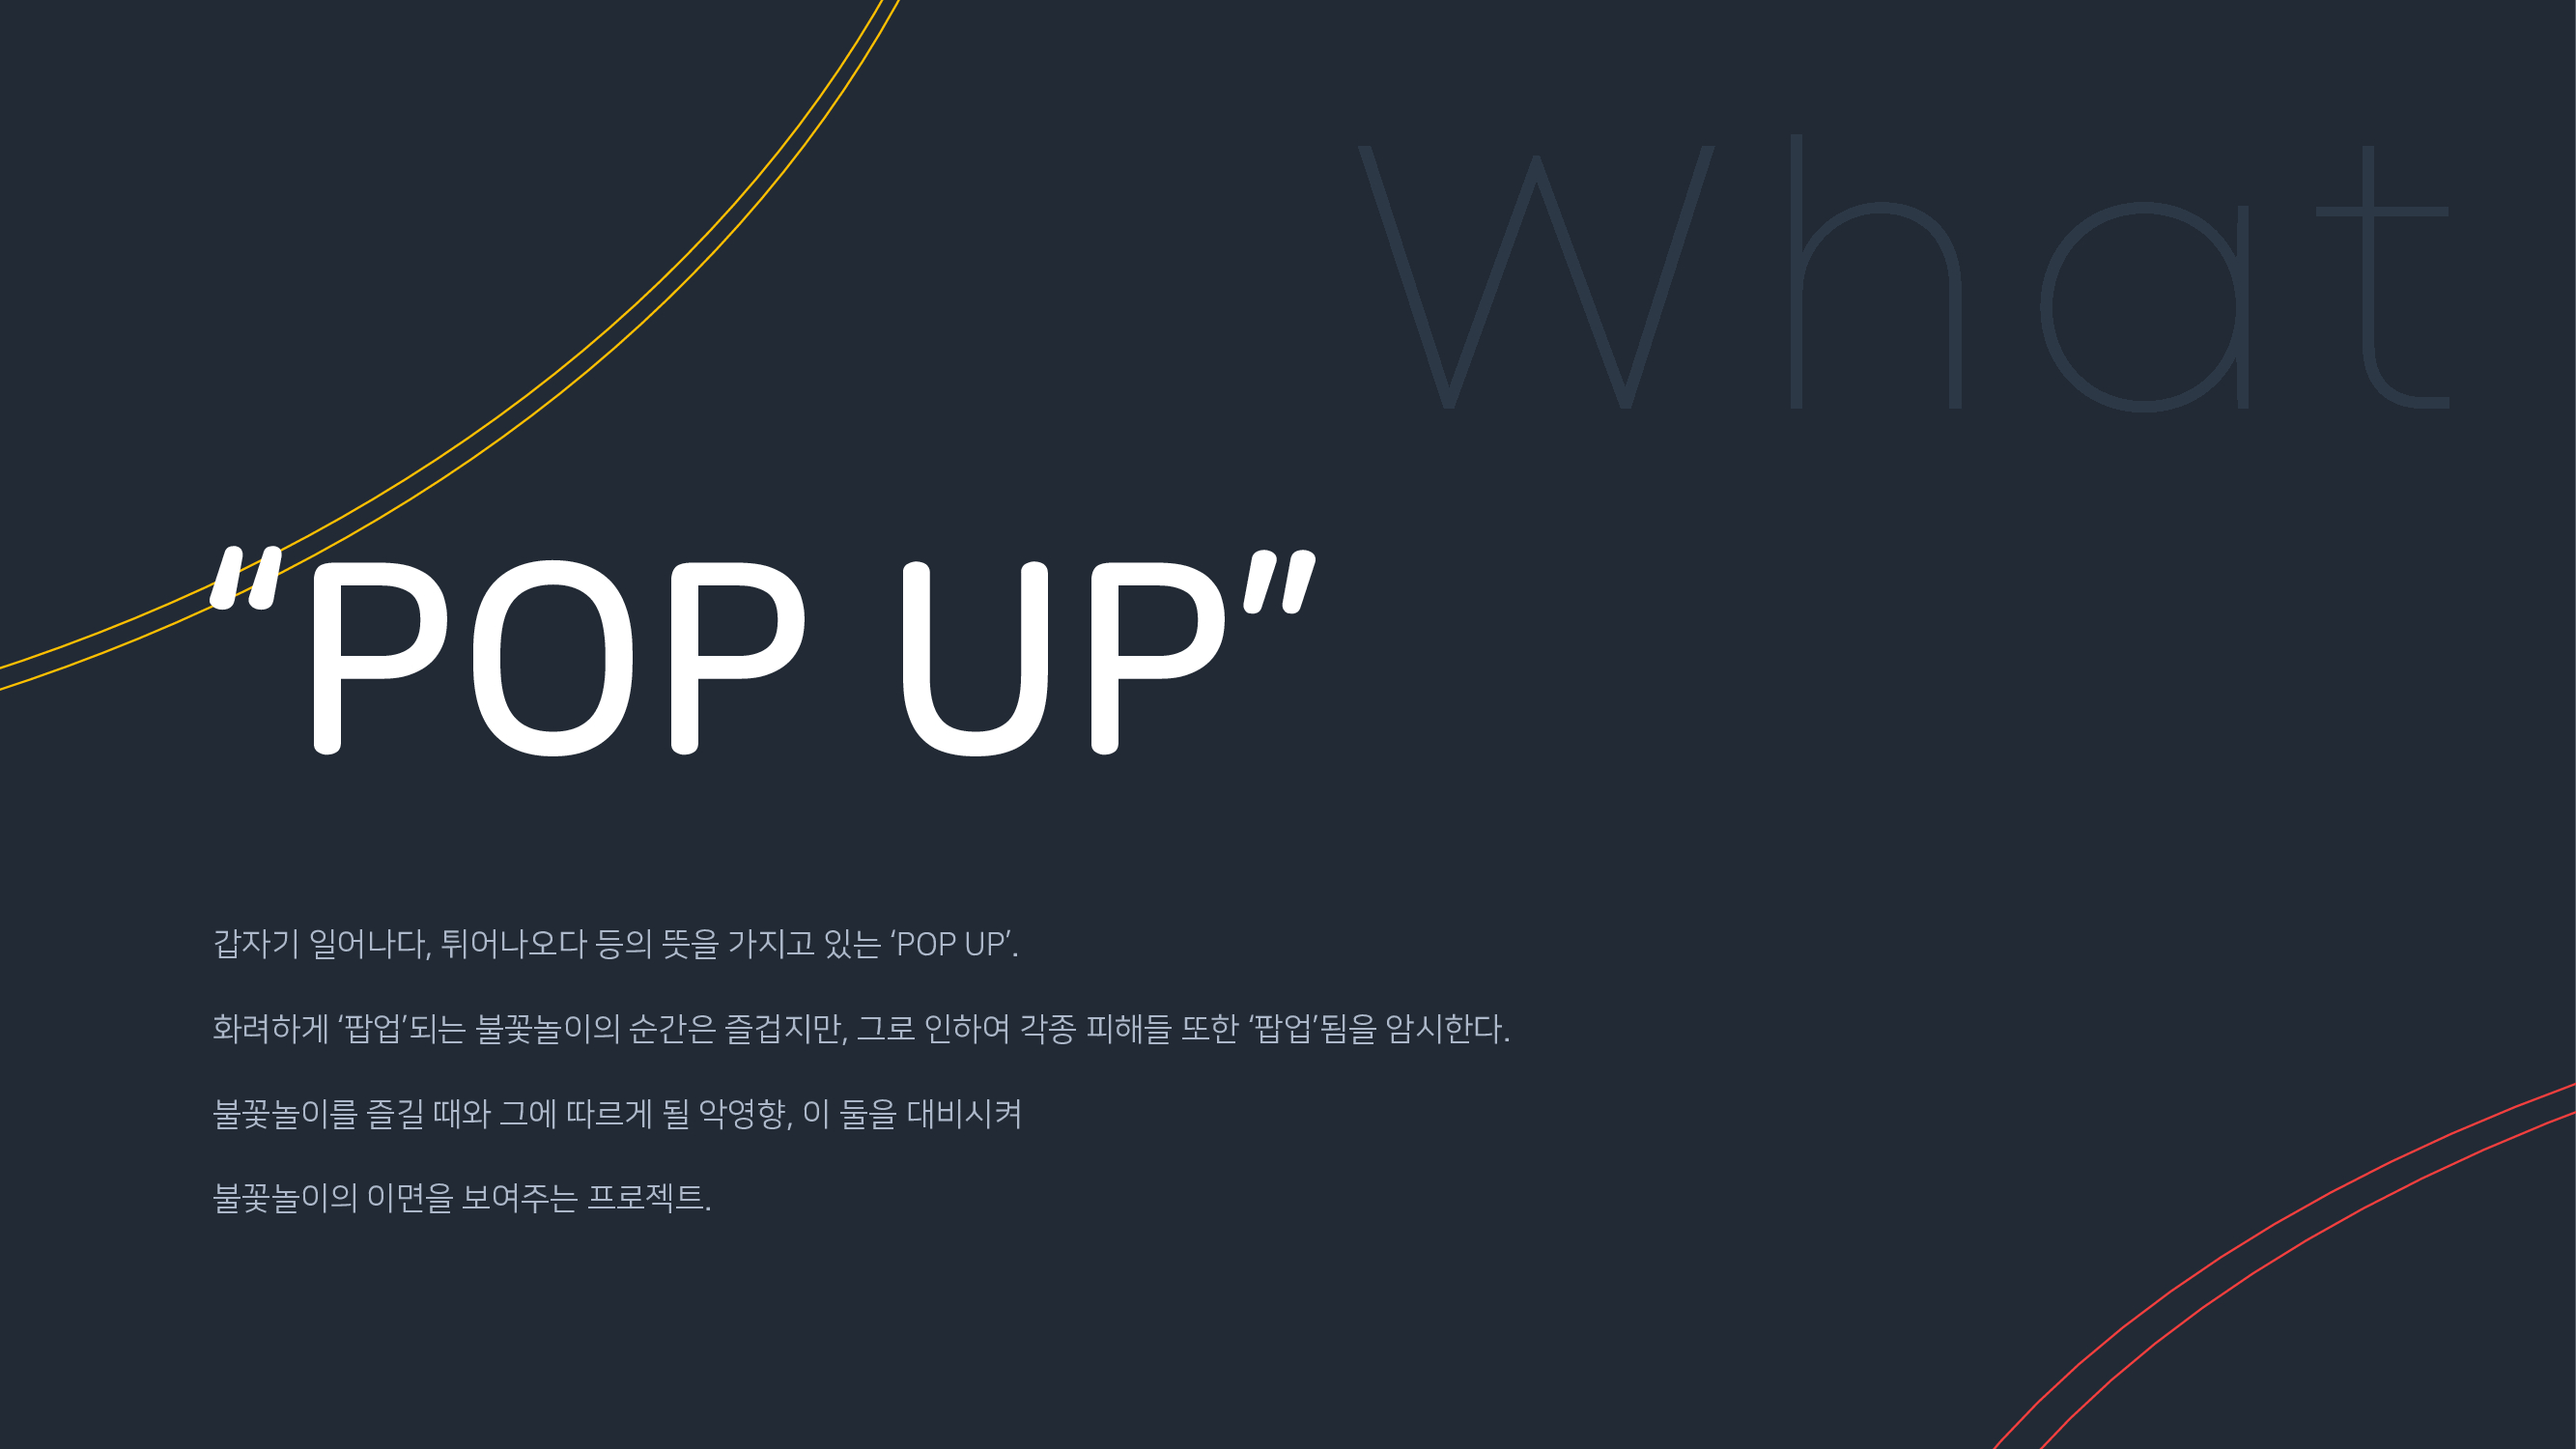 What
“POP UP”
갑자기 일어나다, 튀어나오다 등의 뜻을 가지고 있는 ‘POP UP’.
화려하게 ‘팝업’되는 불꽃놀이의 순간은 즐겁지만, 그로 인하여 각종 피해들 또한 ‘팝업’됨을 암시한다.
불꽃놀이를 즐길 때와 그에 따르게 될 악영향, 이 둘을 대비시켜
불꽃놀이의 이면을 보여주는 프로젝트.